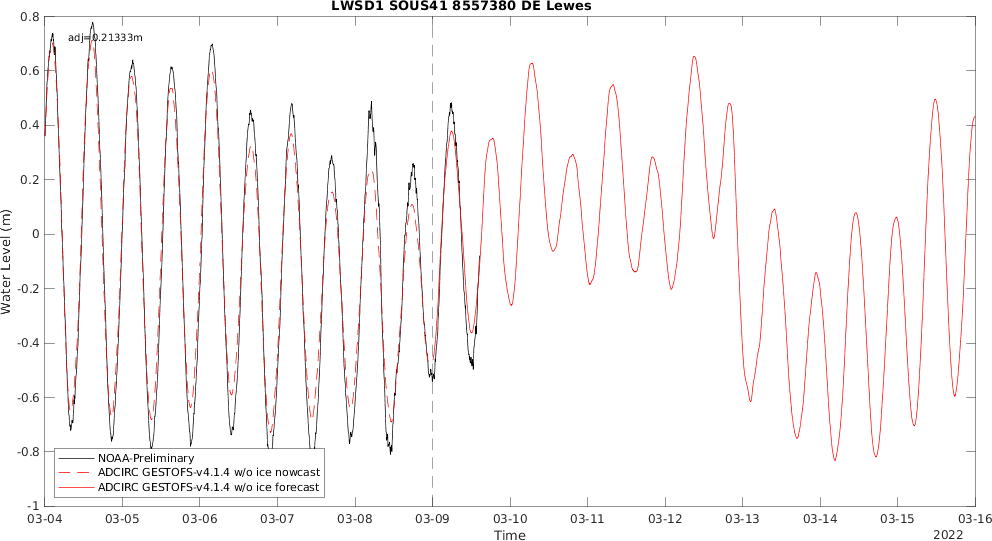 LWSD1 SOUS41 8557380 DE Lewes
adj=0.21333m
Water Level (m)
0.8
0.6
0.4
0.2
0
-0.2
-0.4
-0.6
-0.8
-1
NOAA-Preliminary
ADCIRC GESTOFS-v4.1.4 w/o ice nowcast
ADCIRC GESTOFS-v4.1.4 w/o ice forecast
03-04 03-05 03-06 03-07 03-08 03-09 03-10 03-11 03-12 03-13 03-14 03-15 03-16
Time
2022